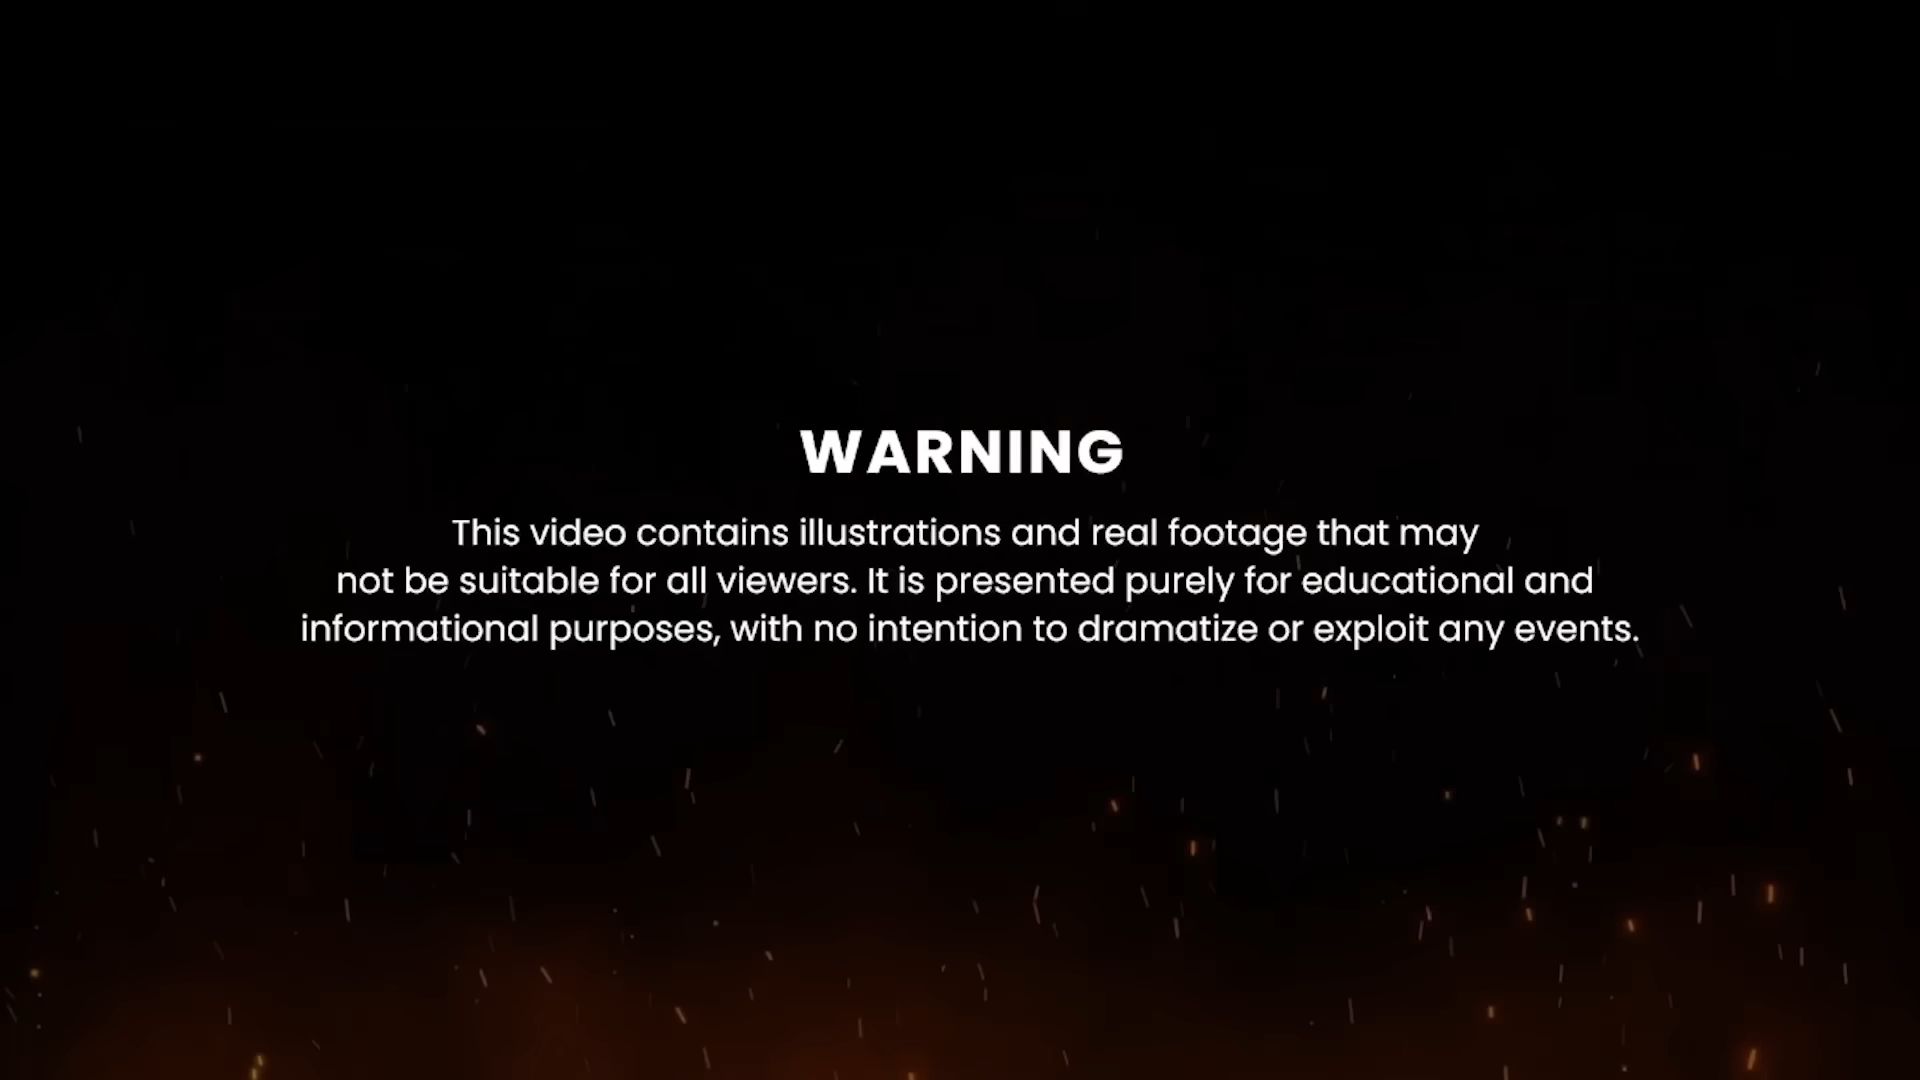 WARNING
This video contains illustrations and real footage that may
not be suitable for all viewers. It is presented purely for educational and
informational purposes, with no intention to dramatize or exploit any events.